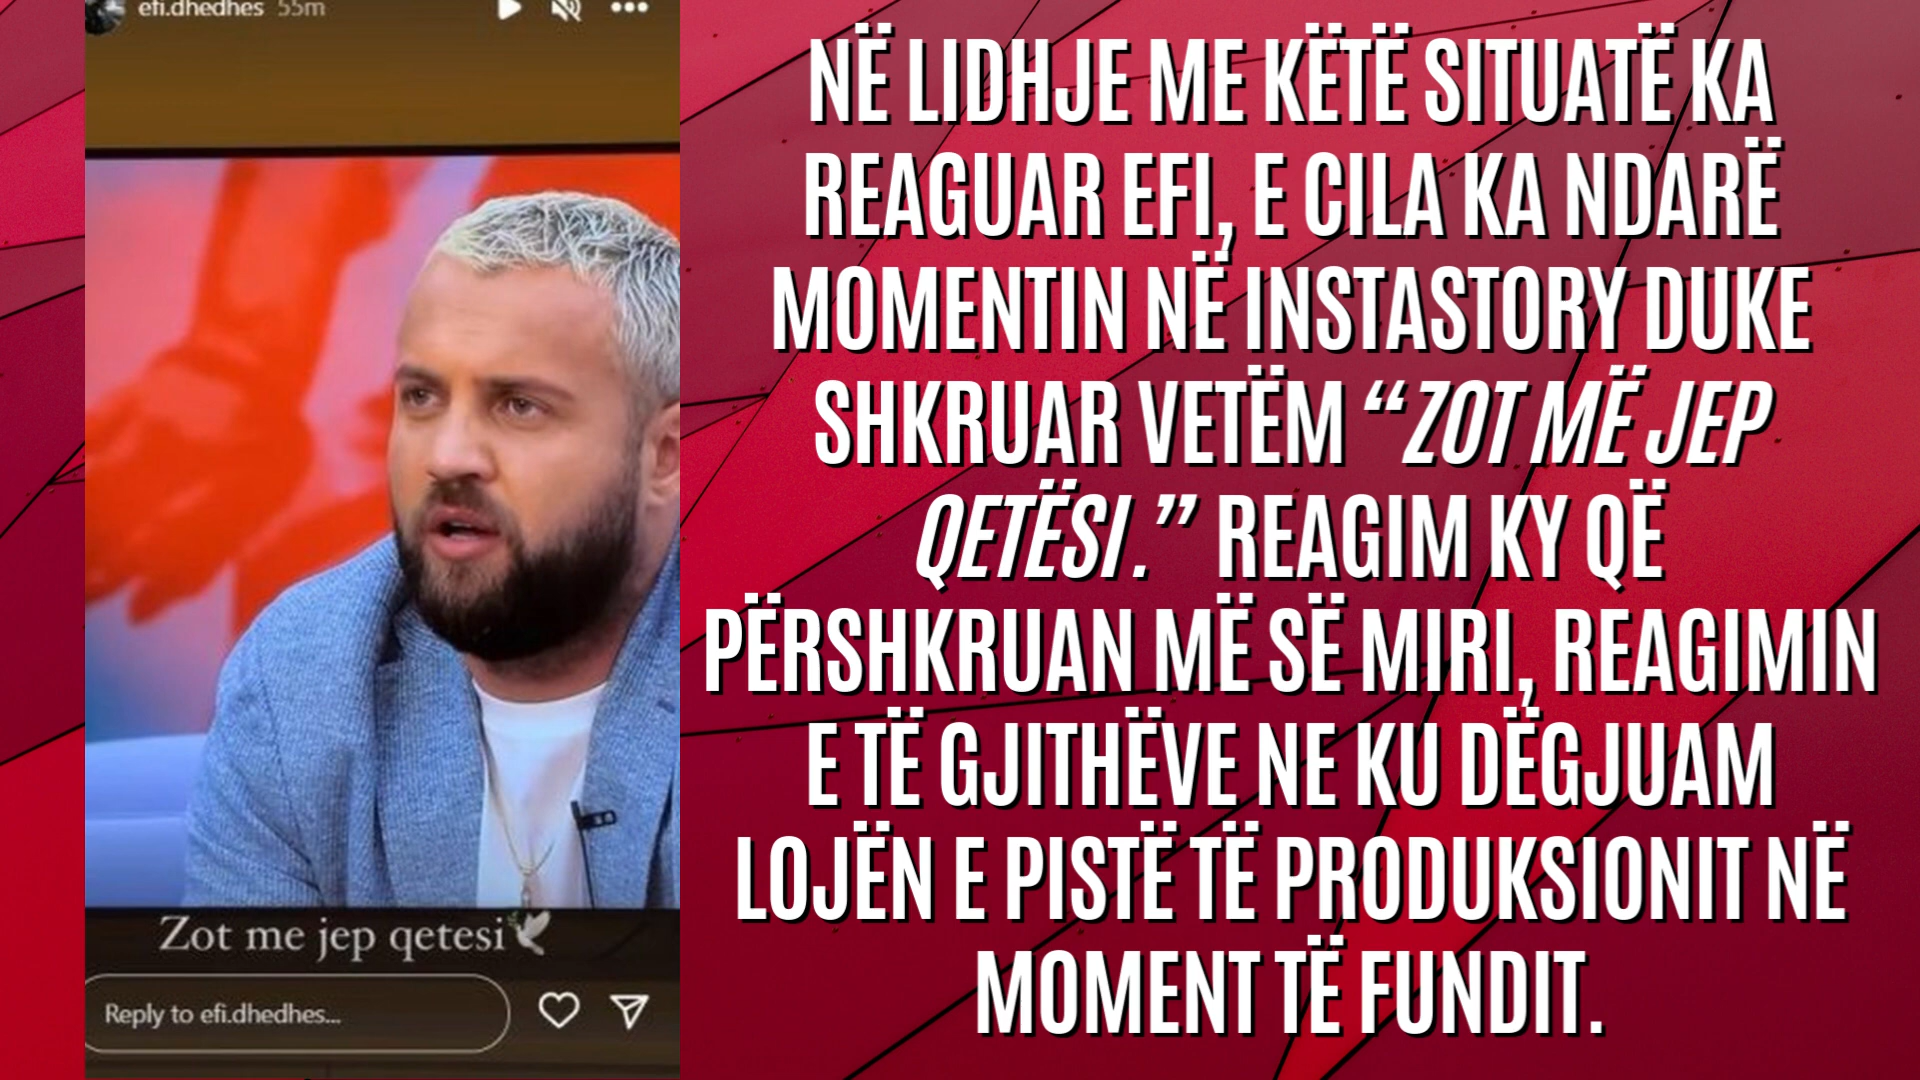 efi.dhedhes 55m
Zot me jep qetesi
Reply to efi.dhedhes...
NË LIDHJE ME KËTË SITUATË KA
REAGUAR EFI, E CILA KA NDARË
MOMENTIN NË INSTASTORY DUKE
SHKRUAR VETËM “ZOT MË JEP
QETËSI.” REAGIM KY QË
PËRSHKRUAN MË SË MIRI, REAGIMIN
E TË GJITHËVE NE KU DËGJUAM
LOJËN E PISTË TË PRODUKSIONIT NË
MOMENT TË FUNDIT.